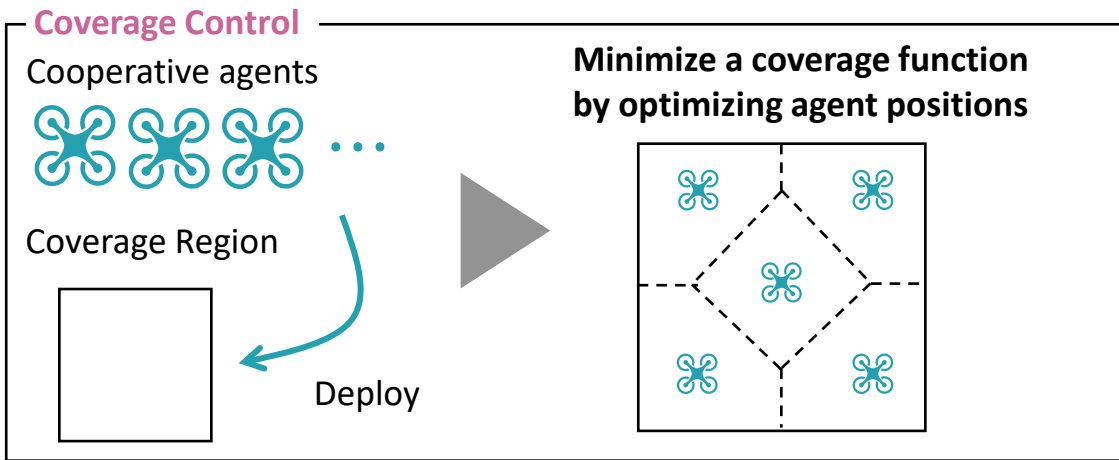 Coverage Control
Cooperative agents
Coverage Region
Deploy
Minimize a coverage function
by optimizing agent positions